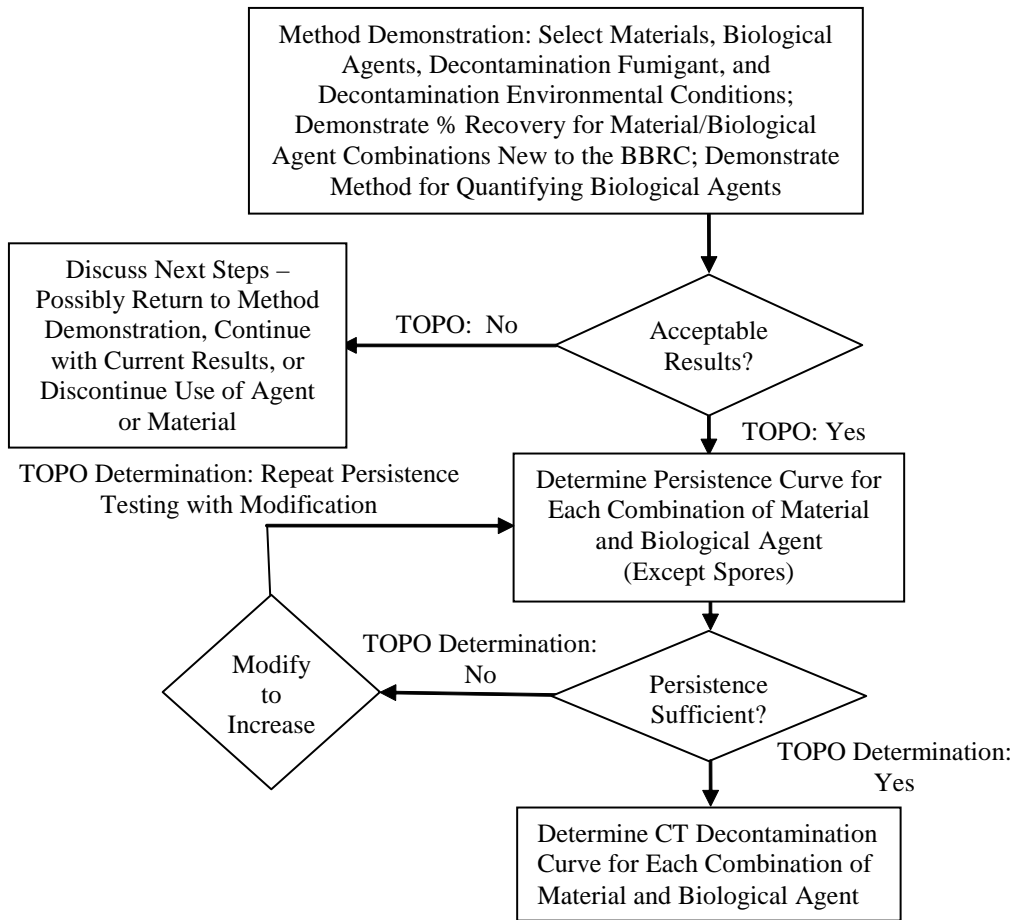 Method Demonstration: Select Materials, Biological
Agents, Decontamination Fumigant, and
Decontamination Environmental Conditions;
Demonstrate % Recovery for Material/Biological
Agent Combinations New to the BBRC; Demonstrate
Method for Quantifying Biological Agents
Acceptable
Results?
TOPO:  No
Discuss Next Steps –
Possibly Return to Method
Demonstration, Continue
with Current Results, or
Discontinue Use of Agent
or Material
TOPO: Yes
Determine Persistence Curve for
Each Combination of Material
and Biological Agent
(Except Spores)
TOPO Determination: Repeat Persistence
Testing with Modification
Persistence
Sufficient?
TOPO Determination:
No
Modify
to
Increase
TOPO Determination:
Yes
Determine CT Decontamination
Curve for Each Combination of
Material and Biological Agent